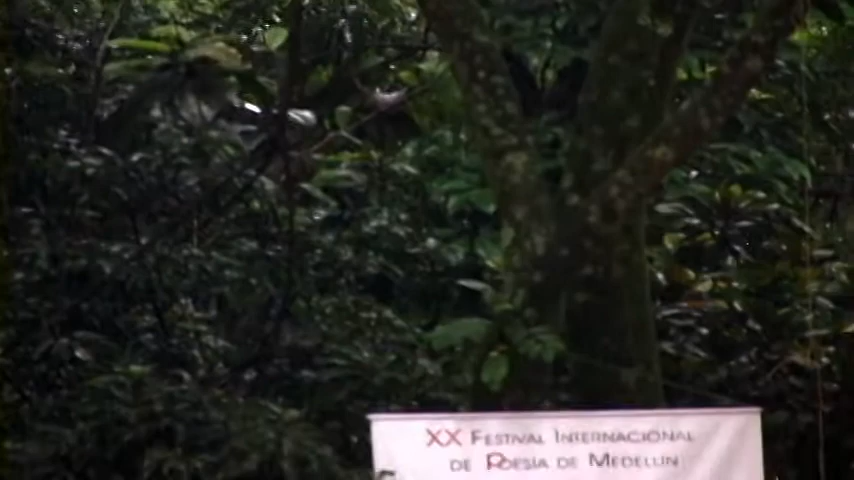 XX FESTIVAL INTERNACIONAL
DE POESÍA DE MEDELLÍN